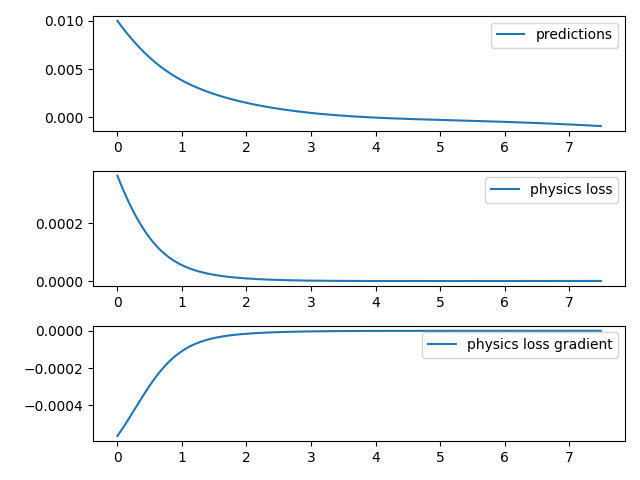 0.010
0.005
0.000
predictions
0 1 2 3 4 5 6 7
0.0002
0.0000
physics loss
0 1 2 3 4 5 6 7
0.0000
−0.0002
−0.0004
physics loss gradient
0 1 2 3 4 5 6 7